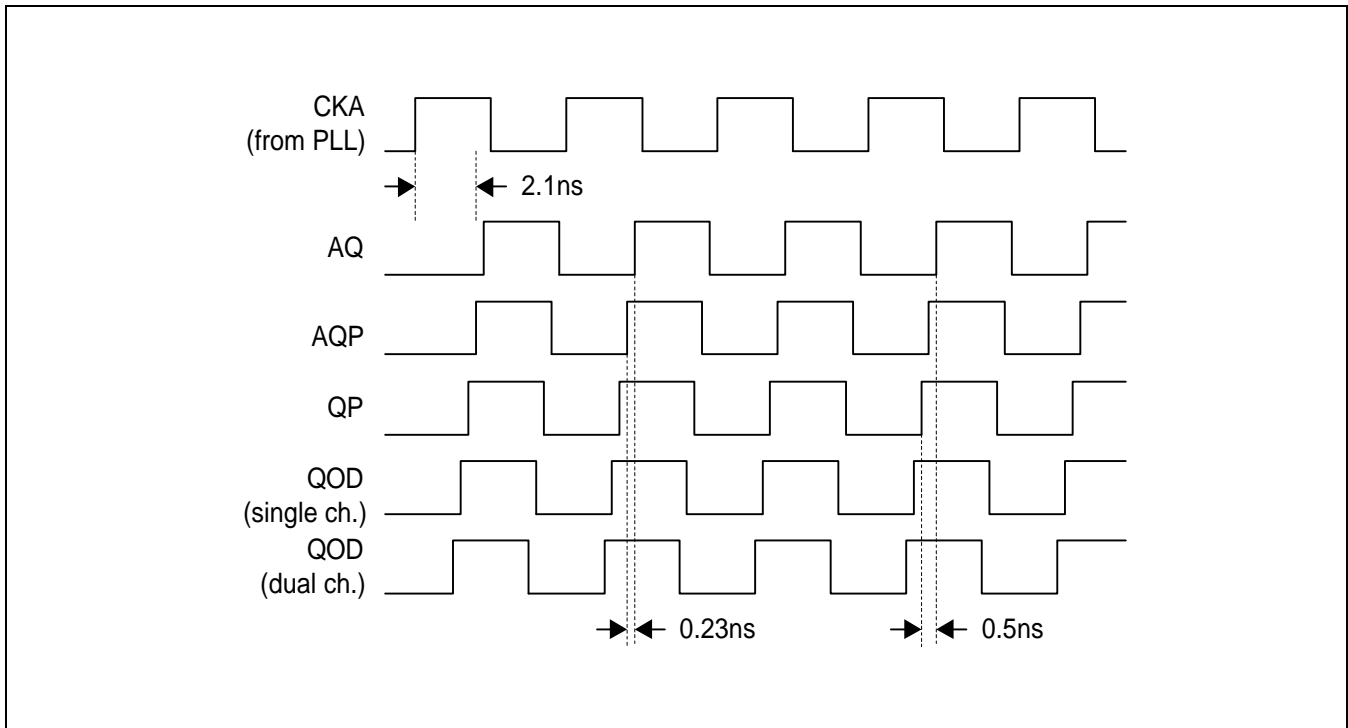 CKA
(from PLL)
2.1ns
AQ
AQP
QP
QOD
(single ch.)
QOD
(dual ch.)
0.23ns
0.5ns